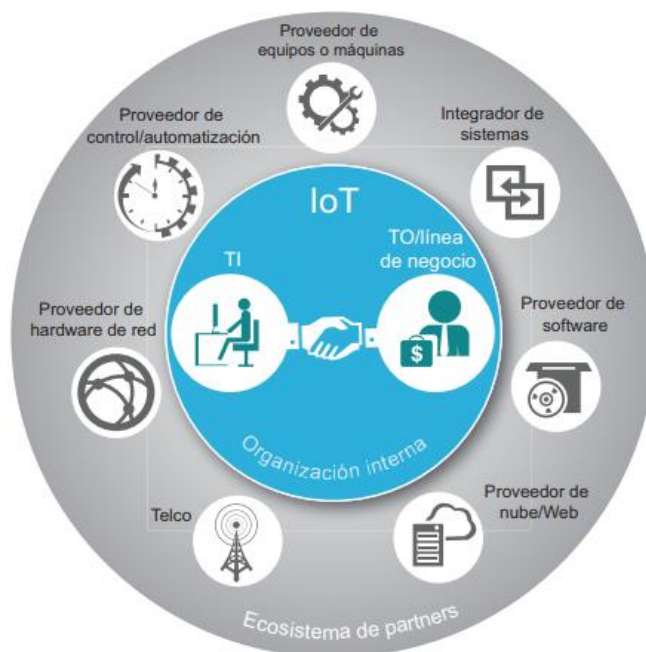 Proveedor de
equipos o máquinas
Proveedor de
control/automatización
Integrador de
sistemas
IoT
TI
TO/línea
de negocio
$
Proveedor de
hardware de red
Proveedor de
software
Organización interna
Telco
Proveedor de
nube/Web
Ecosistema de partners